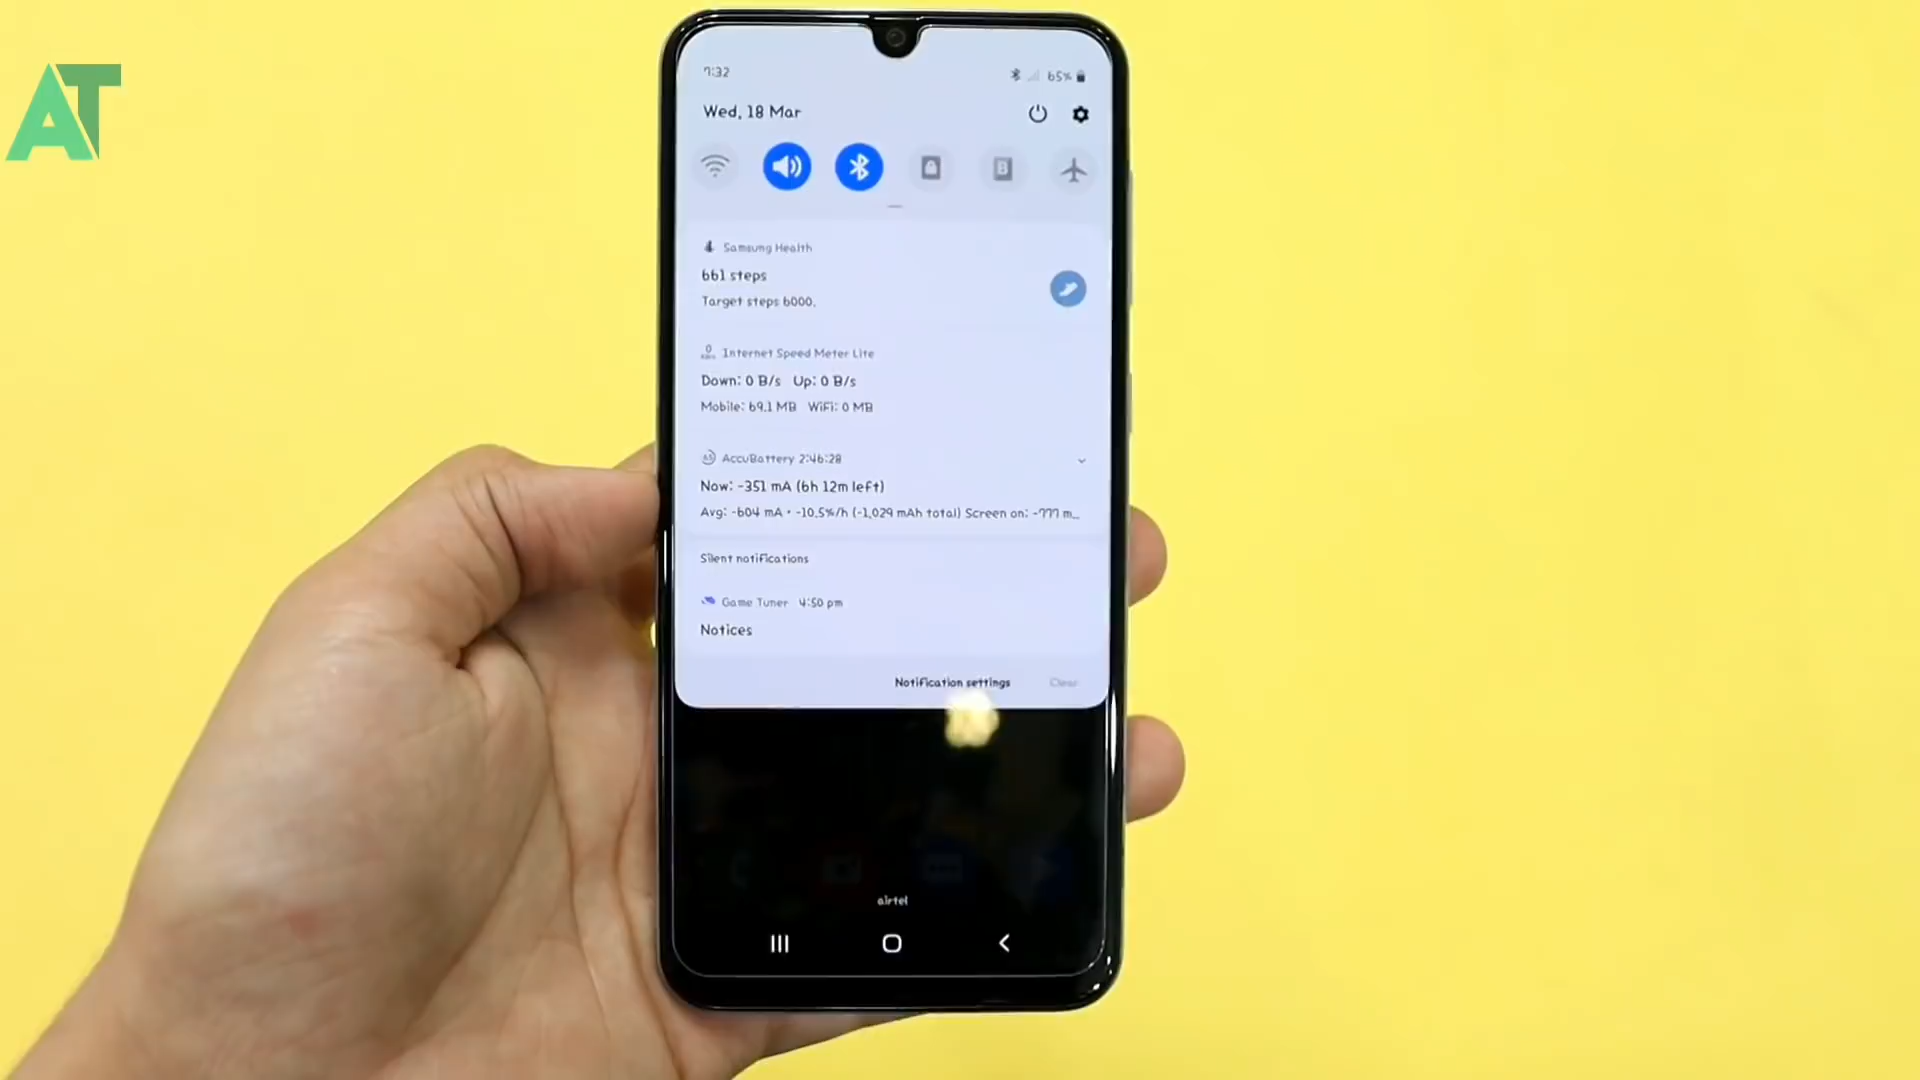 AT
7:32
65%
Wed, 18 Mar
B
Samsung Health
661 steps
Target steps 6000.
0
Internet Speed Meter Lite
Down: 0 B/s Up: 0 B/s
Mobile: 69.1 MB WiFi: 0 MB
AccuBattery 2:46:28
Now: -351 mA (6h 12m left)
Avg: -604 mA • -10.5%/h (-1,029 mAh total) Screen on: -777 m...
Silent notifications
Game Tuner 4:50 pm
Notices
Notification settings
Clear
airtel